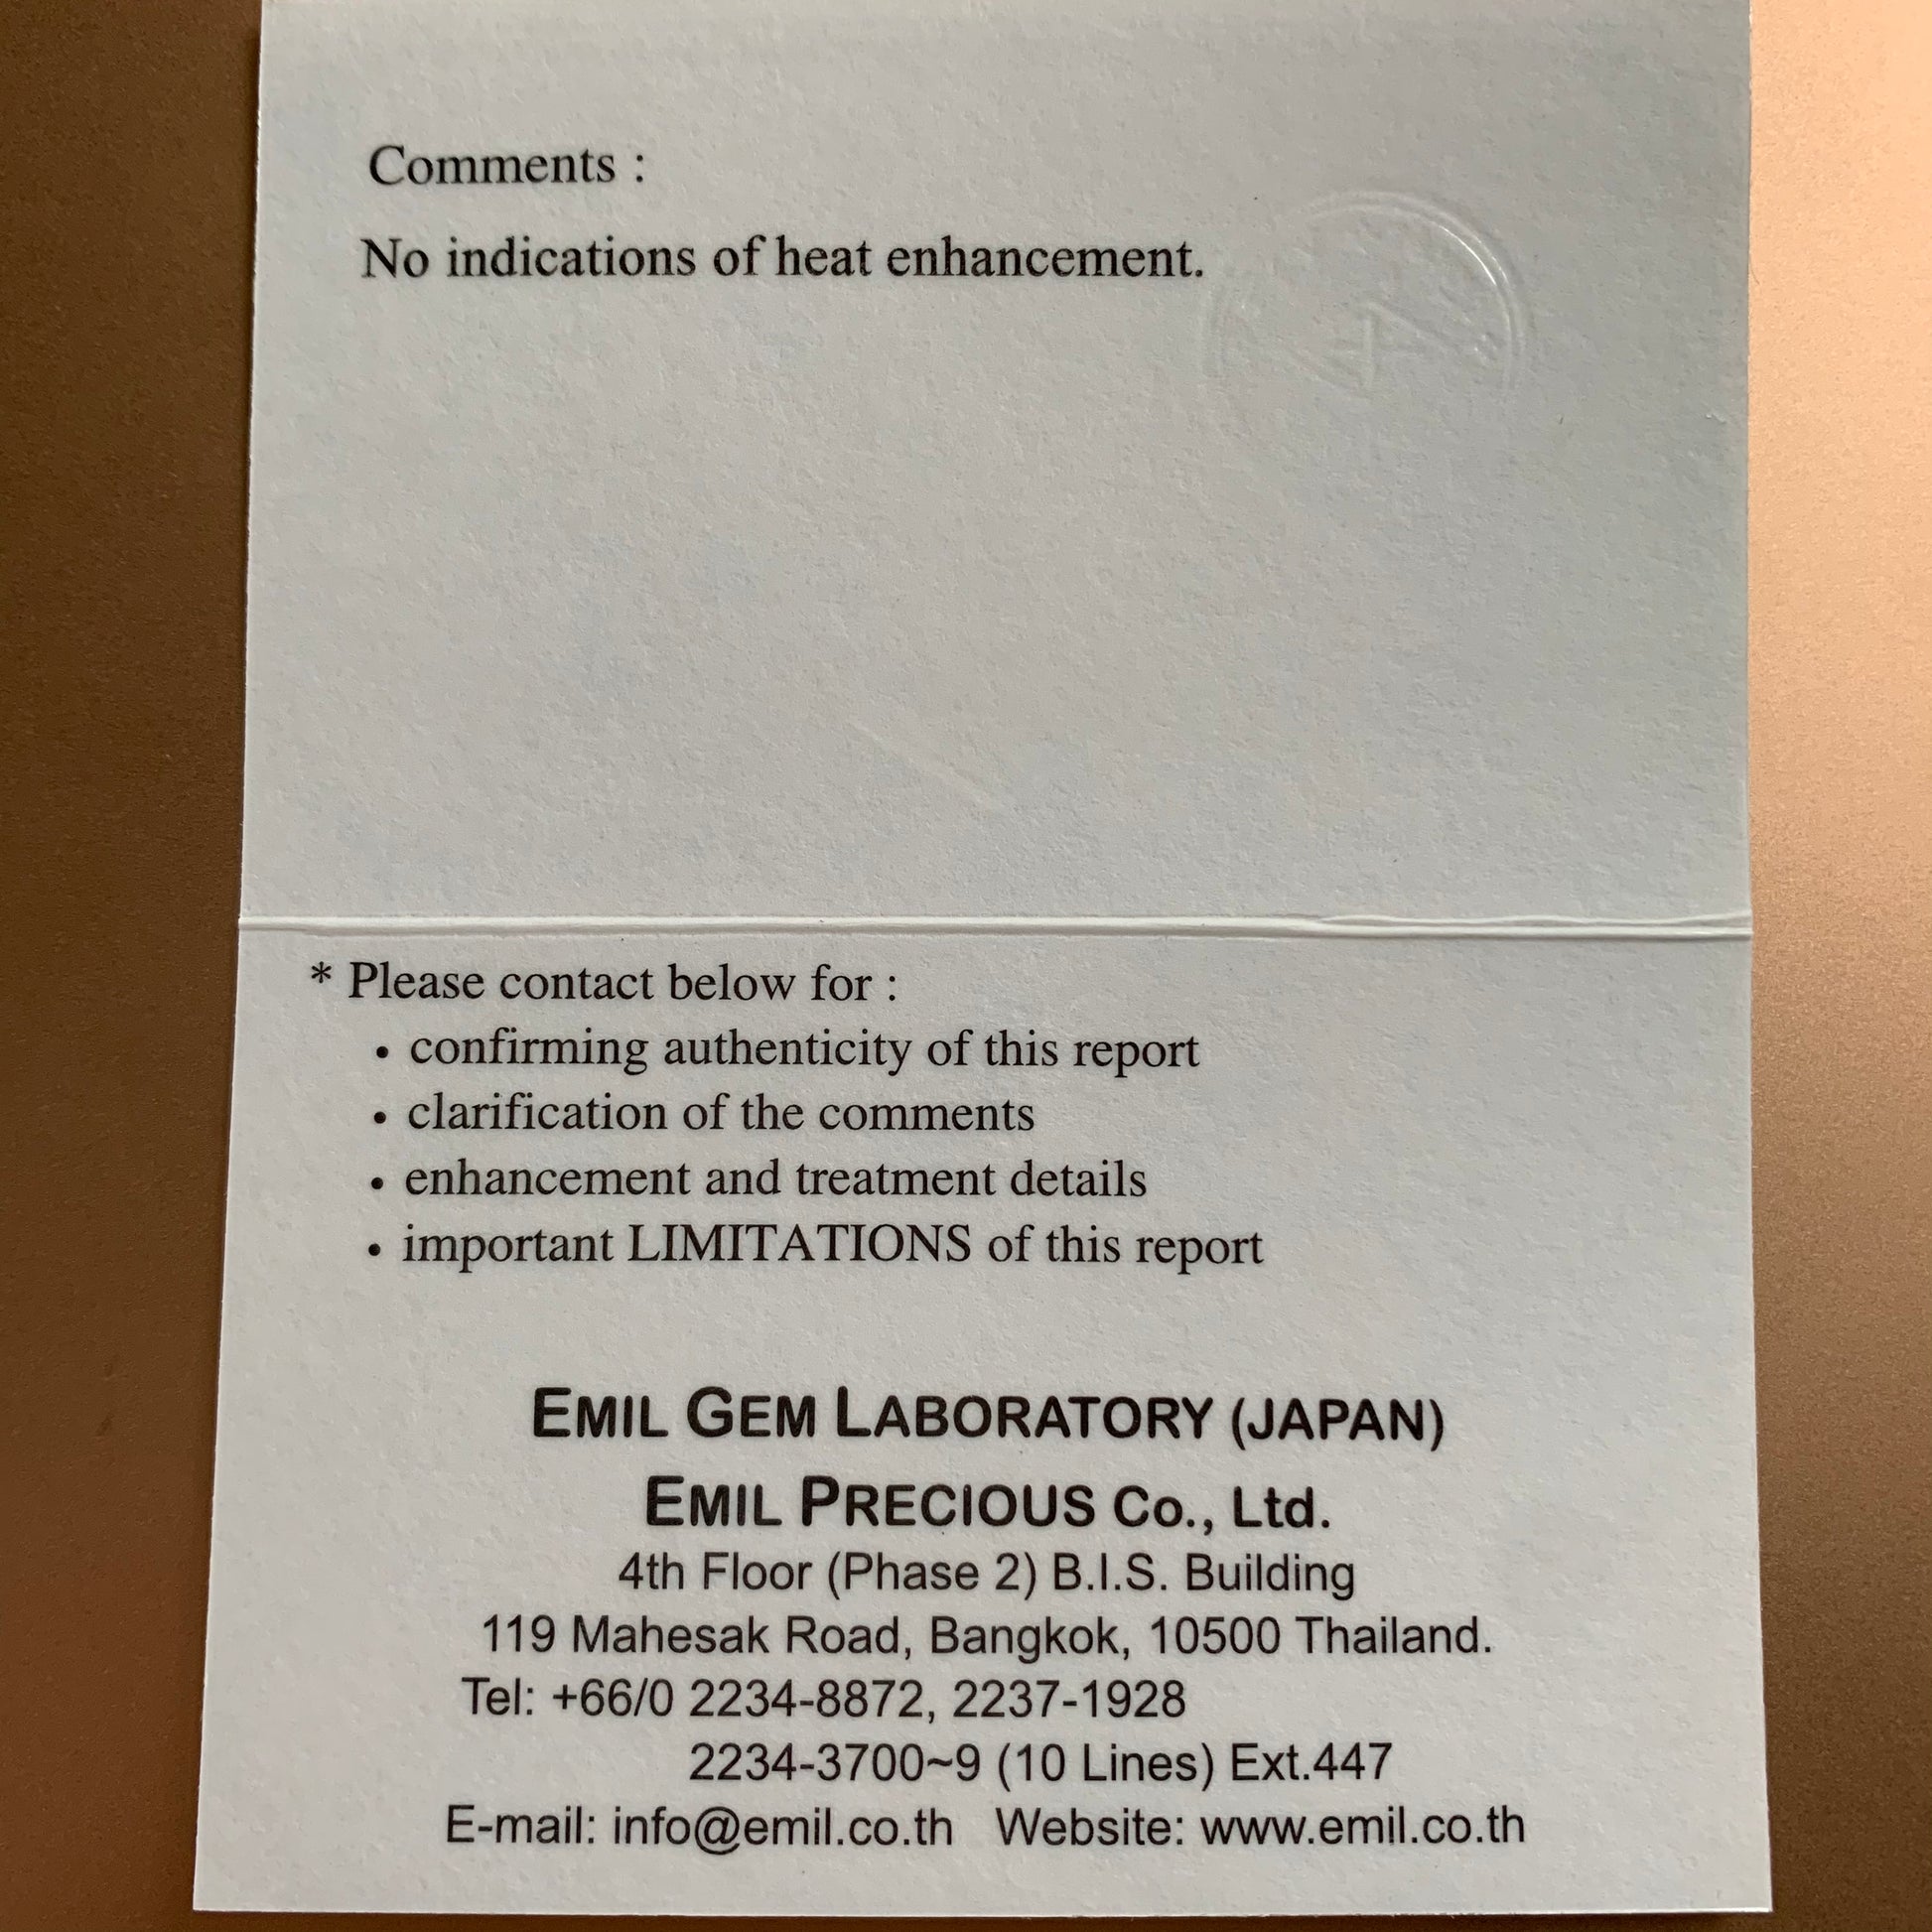 Comments :
No indications of heat enhancement.
* Please contact below for :
• confirming authenticity of this report
• clarification of the comments
• enhancement and treatment details
• important LIMITATIONS of this report
EMIL GEM LABORATORY (JAPAN)
EMIL PRECIOUS Co., Ltd.
4th Floor (Phase 2) B.I.S. Building
119 Mahesak Road, Bangkok, 10500 Thailand.
Tel: +66/0 2234-8872, 2237-1928
2234-3700~9 (10 Lines) Ext.447
E-mail: info@emil.co.th Website: www.emil.co.th